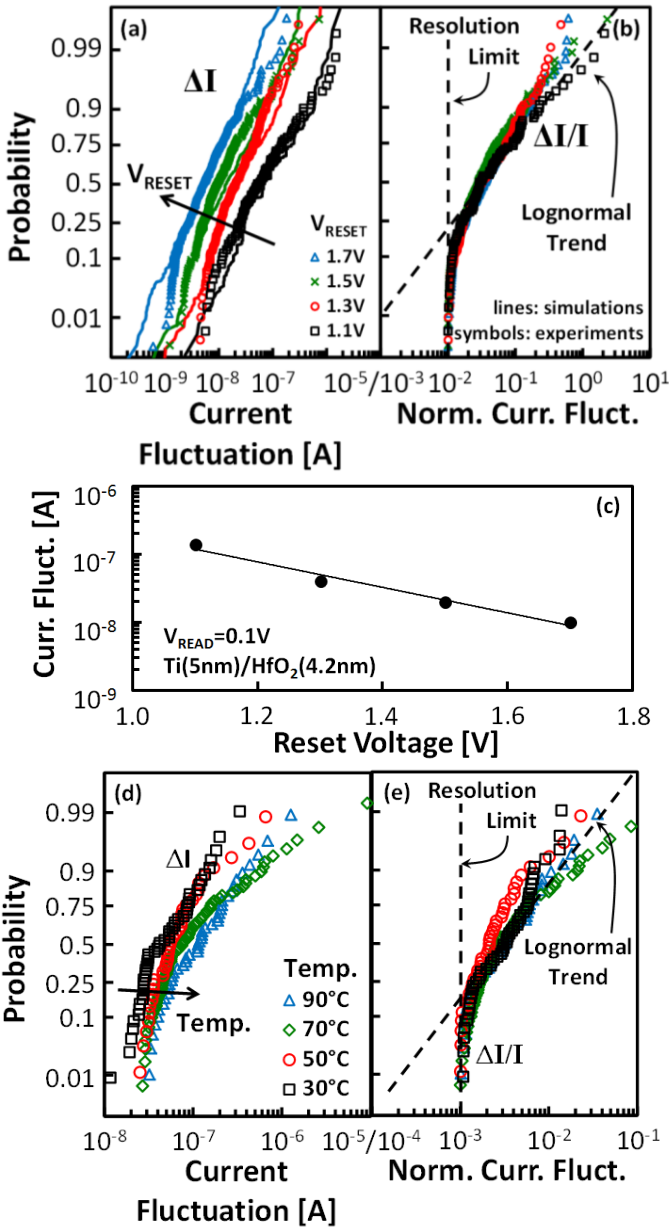 (a)
(b)
Resolution
Limit
ΔI
ΔI/I
Probability
0.99
0.9
0.75
0.5
0.25
0.1
0.01
V_RESET
V_RESET
1.7V
1.5V
1.3V
1.1V
Lognormal
Trend
lines: simulations
symbols: experiments
10^-10 10^-9 10^-7 10^-7 10^-5/10^-3 10^-2 10^-1 10^0 10^1
Current
Fluctuation [A]
Norm. Curr. Fluct.
(c)
Curr. Fluct. [A]
10^-6
10^-7
10^-8
10^-9
V_READ=0.1V
Ti(5nm)/HfO_2(4.2nm)
1.0 1.2 1.4 1.6 1.8
Reset Voltage [V]
(d)
(e)
Resolution
Limit
ΔI
Probability
0.99
0.9
0.75
0.5
0.25
0.1
0.01
Temp.
Temp.
90°C
70°C
50°C
30°C
Lognormal
Trend
ΔI/I
10^-8 10^-7 10^-6 10^-5/10^-4 10^-3 10^-2 10^-1
Current
Fluctuation [A]
Norm. Curr. Fluct.